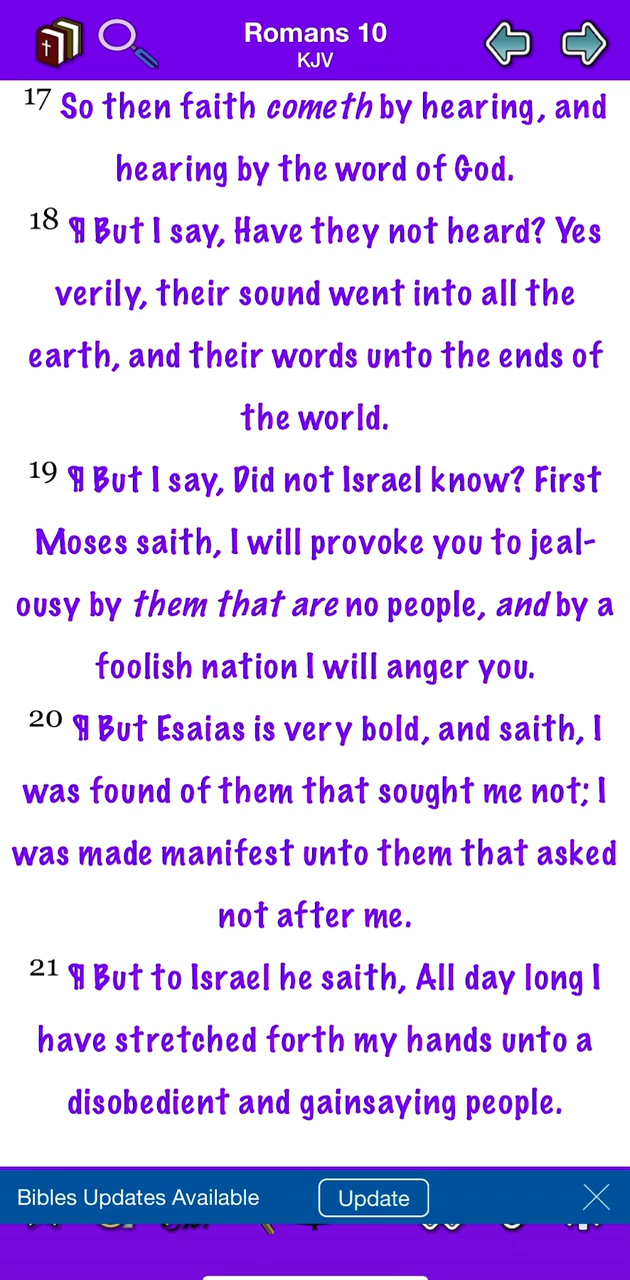 Romans 10
KJV
17 So then faith cometh by hearing, and
hearing by the word of God.
18 ¶ But I say, Have they not heard? Yes
verily, their sound went into all the
earth, and their words unto the ends of
the world.
19 ¶ But I say, Did not Israel know? First
Moses saith, I will provoke you to jeal-
ousy by them that are no people, and by a
foolish nation I will anger you.
20 ¶ But Esaias is very bold, and saith, I
was found of them that sought me not; I
was made manifest unto them that asked
not after me.
21 ¶ But to Israel he saith, All day long I
have stretched forth my hands unto a
disobedient and gainsaying people.
Bibles Updates Available
Update